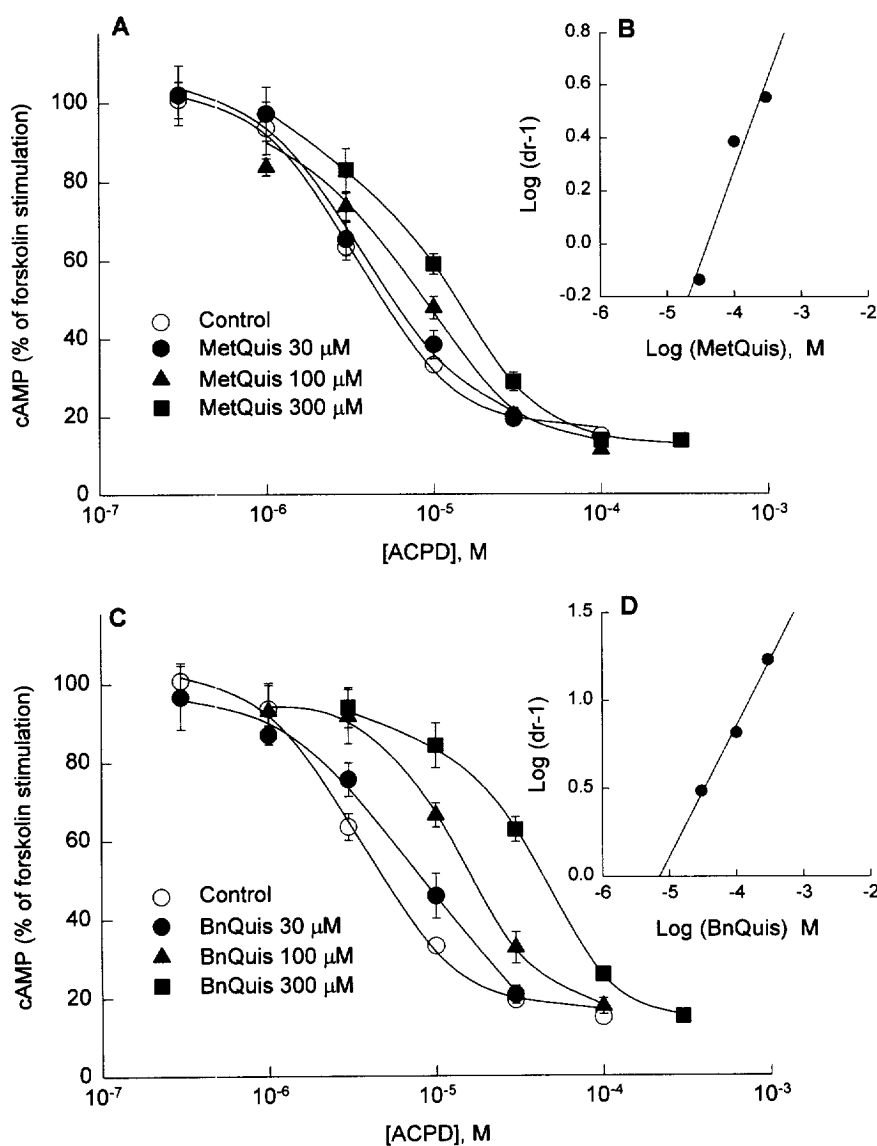 A
cAMP (% of forskolin stimulation)
100
80
60
40
20
0
Control
MetQuis 30 µM
MetQuis 100 µM
MetQuis 300 µM
10⁻⁷ 10⁻⁶ 10⁻⁵ 10⁻⁴ 10⁻³
[ACPD], M
B
Log (dr-1)
0.8
0.6
0.4
0.2
0.0
-0.2
-6 -5 -4 -3 -2
Log (MetQuis), M
C
cAMP (% of forskolin stimulation)
100
80
60
40
20
0
Control
BnQuis 30 µM
BnQuis 100 µM
BnQuis 300 µM
10⁻⁷ 10⁻⁶ 10⁻⁵ 10⁻⁴ 10⁻³
[ACPD], M
D
Log (dr-1)
1.5
1.0
0.5
0.0
-6 -5 -4 -3 -2
Log (BnQuis) M